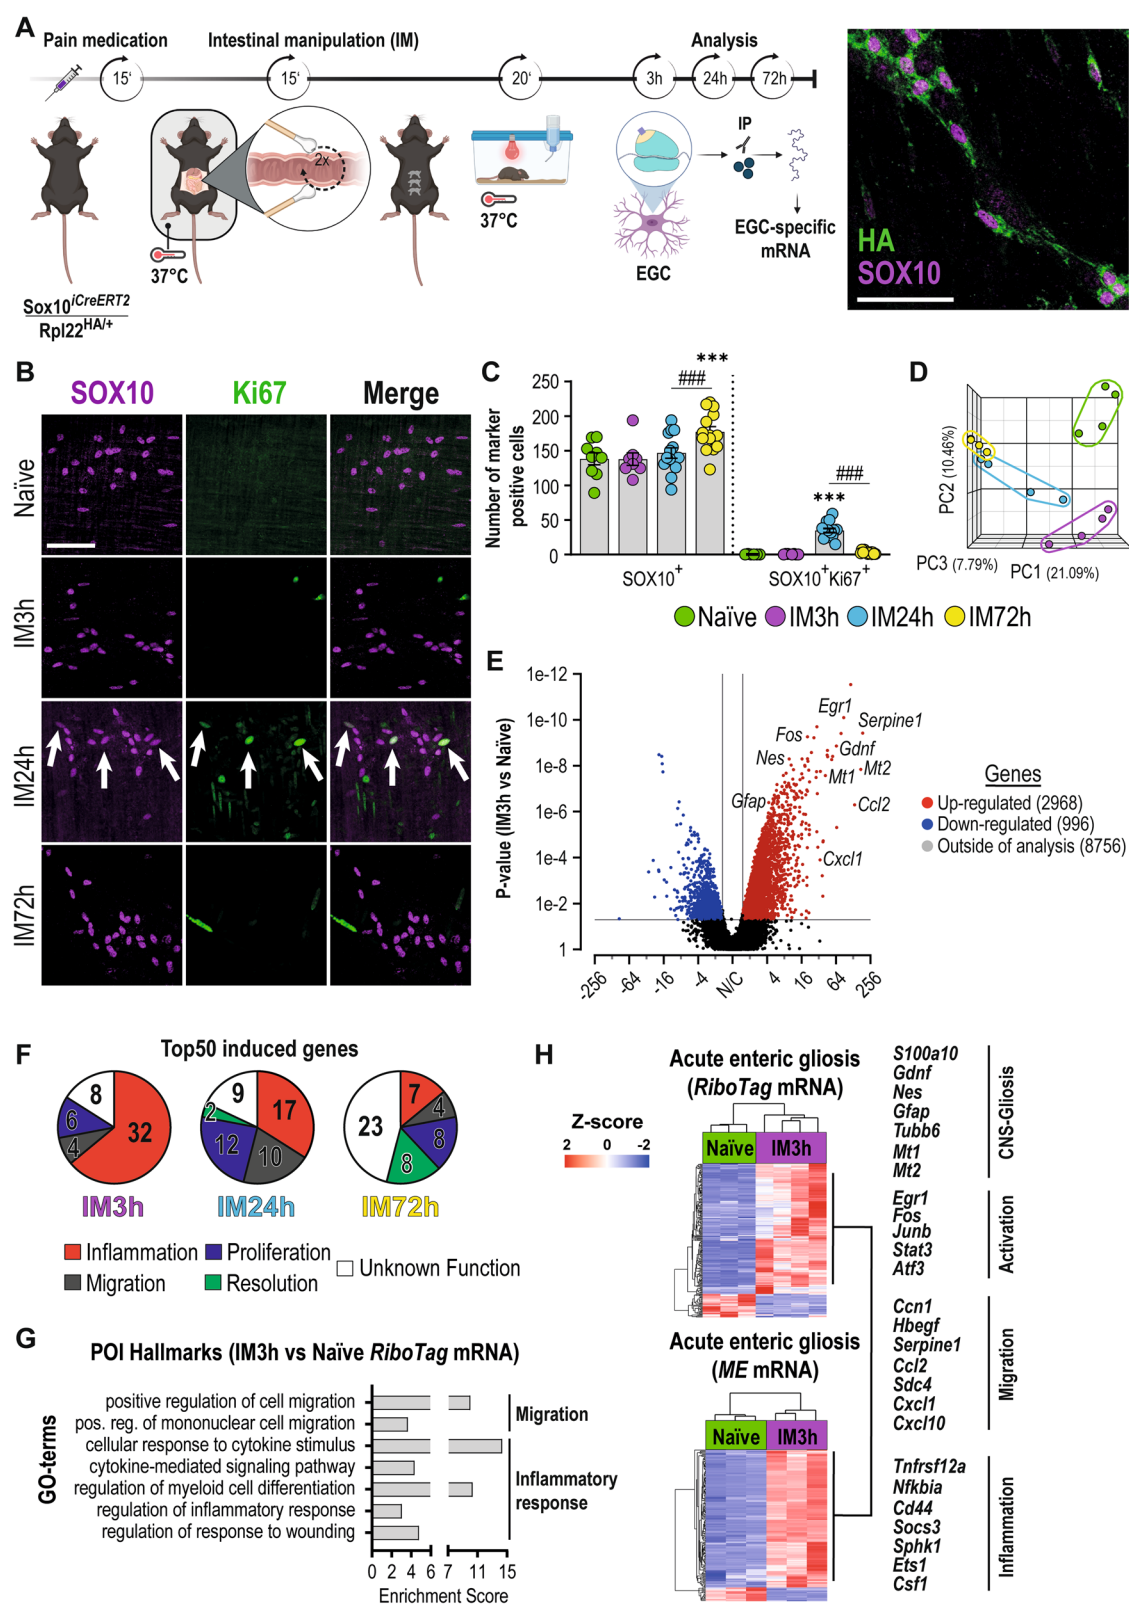 A
Pain medication
Intestinal manipulation (IM)
Analysis
15‘
15‘
20‘
3h
24h
72h
2x
IP
37°C
37°C
EGC
EGC-specific
mRNA
Sox10iCreERT2
Rpl22HA/+
HA
SOX10
B
SOX10
Ki67
Merge
Naïve
IM3h
IM24h
IM72h
C
Number of marker
positive cells
250
200
150
100
50
0
***
###
***
###
SOX10+
SOX10+Ki67+
D
PC2 (10.46%)
PC3 (7.79%)
PC1 (21.09%)
Naïve
IM3h
IM24h
IM72h
E
P-value (IM3h vs Naïve)
1e-12
1e-10
1e-8
1e-6
1e-4
1e-2
1
Egr1
Serpine1
Fos
Gdnf
Nes
Mt1
Mt2
Gfap
Ccl2
Cxcl1
-256
-64
-16
-4
N/C
4
16
64
256
Genes
Up-regulated (2968)
Down-regulated (996)
Outside of analysis (8756)
F
Top50 induced genes
8
6
4
32
9
2
12
10
17
23
7
4
8
8
IM3h
IM24h
IM72h
Inflammation
Proliferation
Unknown Function
Migration
Resolution
G
POI Hallmarks (IM3h vs Naïve RiboTag mRNA)
GO-terms
positive regulation of cell migration
pos. reg. of mononuclear cell migration
cellular response to cytokine stimulus
cytokine-mediated signaling pathway
regulation of myeloid cell differentiation
regulation of inflammatory response
regulation of response to wounding
Migration
Inflammatory
response
0 2 4 6 7 11 15
Enrichment Score
H
Acute enteric gliosis
(RiboTag mRNA)
Z-score
2 0 -2
Naïve
IM3h
Acute enteric gliosis
(ME mRNA)
Naïve
IM3h
S100a10
Gdnf
Nes
Gfap
Tubb6
Mt1
Mt2
CNS-Gliosis
Egr1
Fos
Junb
Stat3
Atf3
Activation
Ccn1
Hbegf
Serpine1
Ccl2
Sdc4
Cxcl1
Cxcl10
Migration
Tnfrsf12a
Nfkbia
Cd44
Socs3
Sphk1
Ets1
Csf1
Inflammation